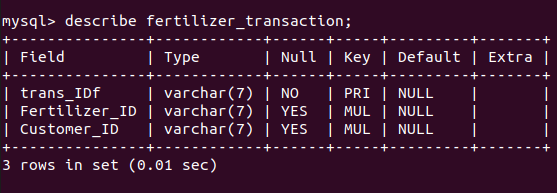 mysql> describe fertilizer_transaction;
+---------------+------------+------+-----+---------+-------+
| Field         | Type       | Null | Key | Default | Extra |
+---------------+------------+------+-----+---------+-------+
| trans_IDf     | varchar(7) | NO   | PRI | NULL    |       |
| Fertilizer_ID | varchar(7) | YES  | MUL | NULL    |       |
| Customer_ID   | varchar(7) | YES  | MUL | NULL    |       |
+---------------+------------+------+-----+---------+-------+
3 rows in set (0.01 sec)